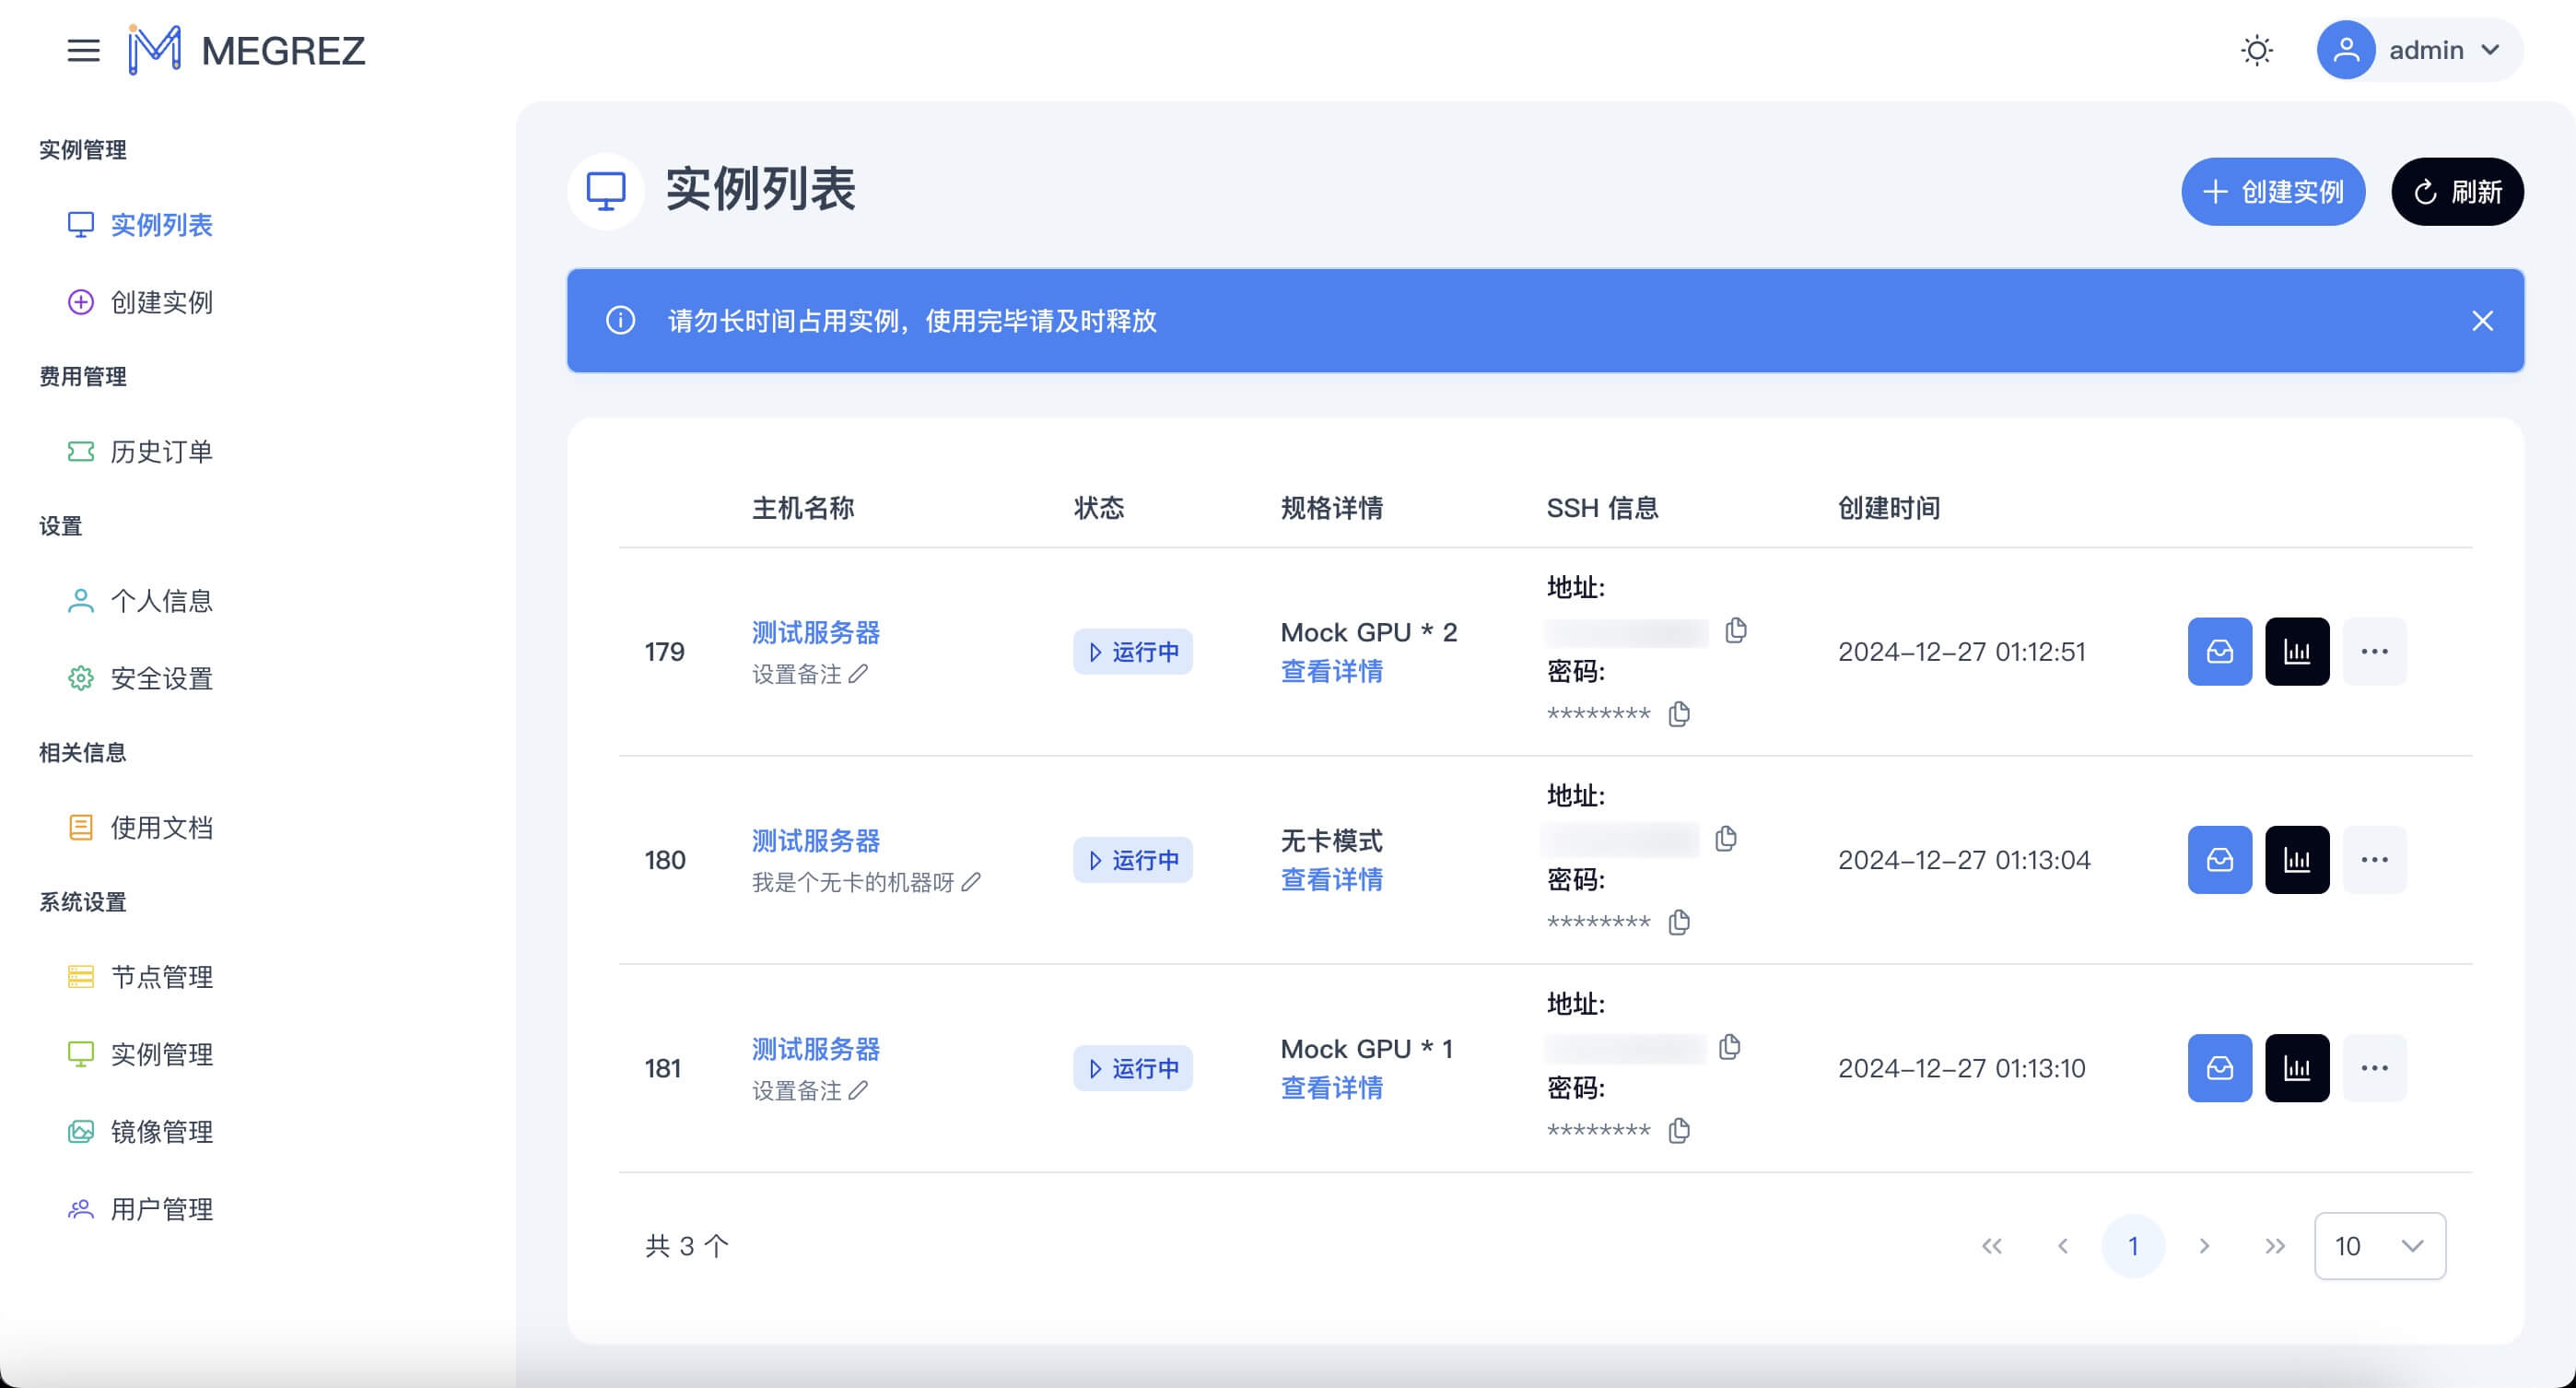 MEGREZ
admin
实例管理
实例列表
创建实例
费用管理
历史订单
设置
个人信息
安全设置
相关信息
使用文档
系统设置
节点管理
实例管理
镜像管理
用户管理
实例列表
创建实例
刷新
请勿长时间占用实例，使用完毕请及时释放
主机名称 状态 规格详情 SSH 信息 创建时间
179
测试服务器
设置备注
运行中
Mock GPU * 2
查看详情
地址:
密码:
********
2024-12-27 01:12:51
180
测试服务器
我是个无卡的机器呀
运行中
无卡模式
查看详情
地址:
密码:
********
2024-12-27 01:13:04
181
测试服务器
设置备注
运行中
Mock GPU * 1
查看详情
地址:
密码:
********
2024-12-27 01:13:10
共 3 个
1
10